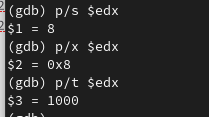 (gdb) p/s $edx
$1 = 8
(gdb) p/x $edx
$2 = 0x8
(gdb) p/t $edx
$3 = 1000
(gdb)